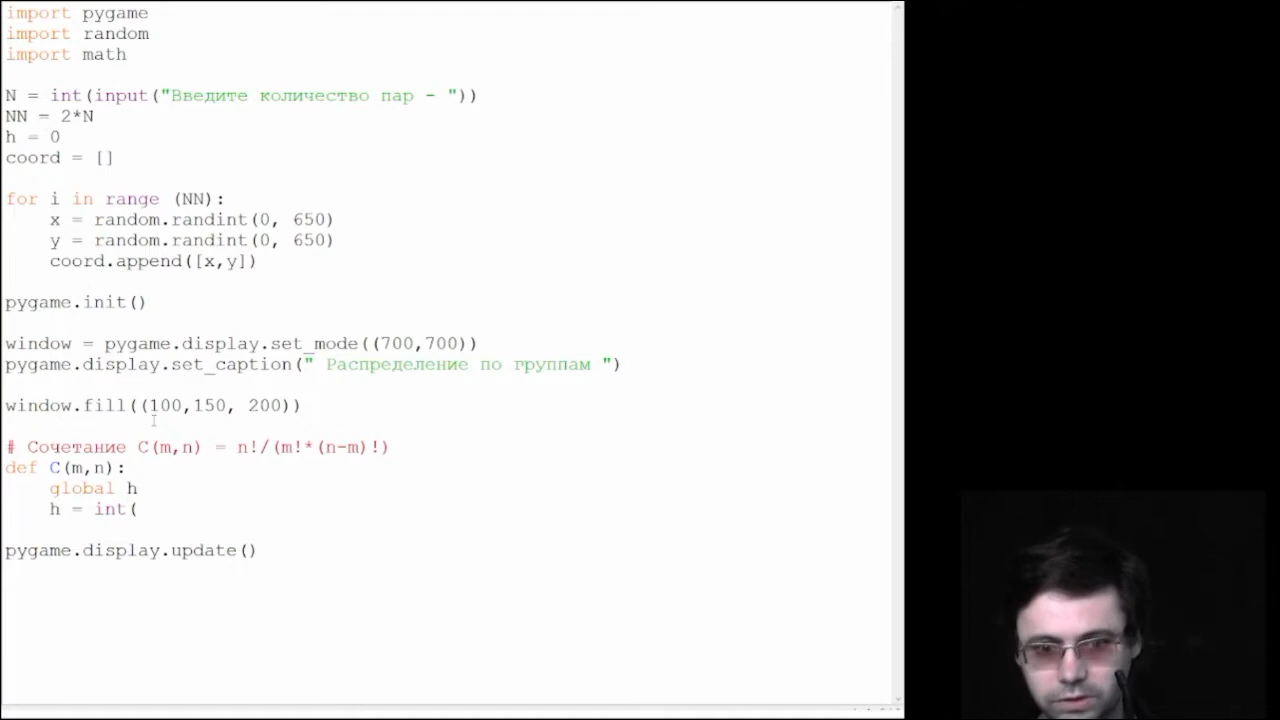 import pygame
import random
import math
N = int(input("Введите количество пар - "))
NN = 2*N
h = 0
coord = []
for i in range (NN):
    x = random.randint(0, 650)
    y = random.randint(0, 650)
    coord.append([x,y])
pygame.init()
window = pygame.display.set_mode((700,700))
pygame.display.set_caption(" Распределение по группам ")
window.fill((100,150, 200))
# Сочетание C(m,n) = n!/(m!*(n-m)!)
def C(m,n):
    global h
    h = int(
pygame.display.update()